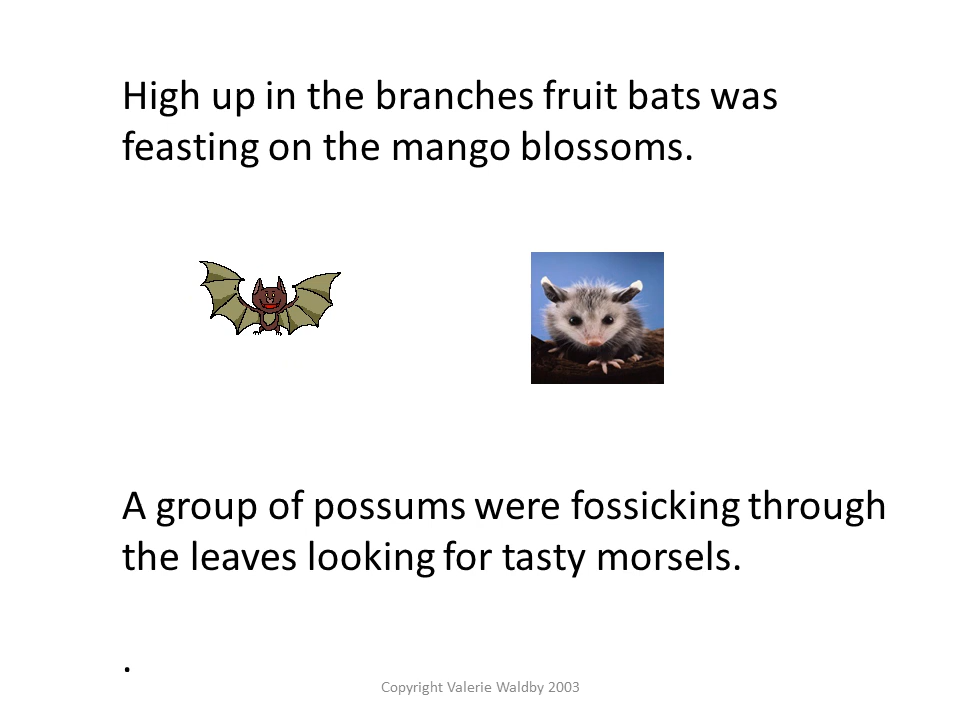 High up in the branches fruit bats was
feasting on the mango blossoms.
A group of possums were fossicking through
the leaves looking for tasty morsels.
.
Copyright Valerie Waldby 2003